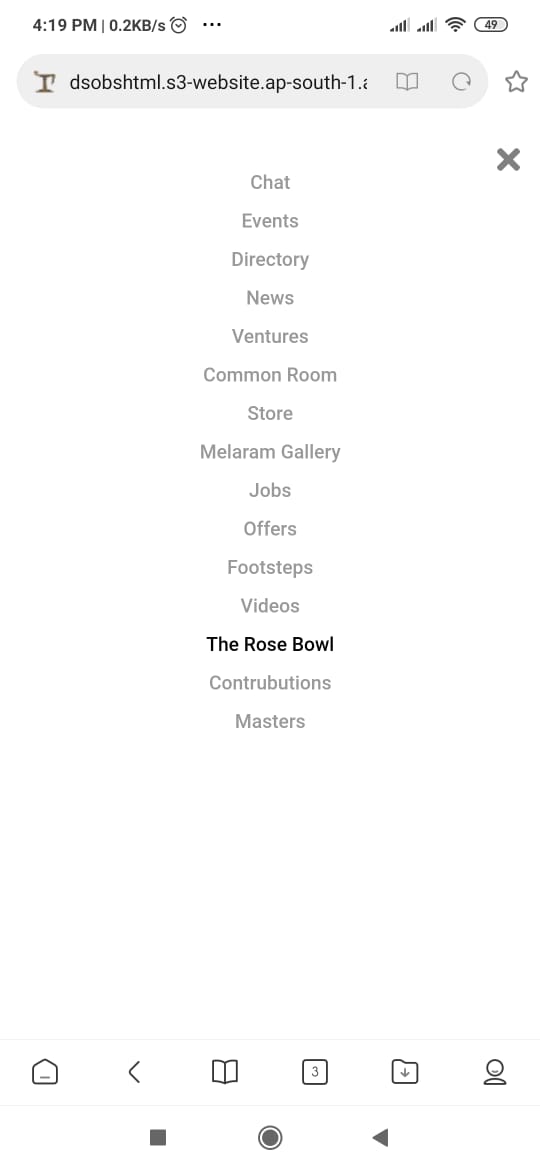 4:19 PM | 0.2KB/s ...
49
dsobshtml.s3-website.ap-south-1.
Chat
Events
Directory
News
Ventures
Common Room
Store
Melaram Gallery
Jobs
Offers
Footsteps
Videos
The Rose Bowl
Contrubutions
Masters
3